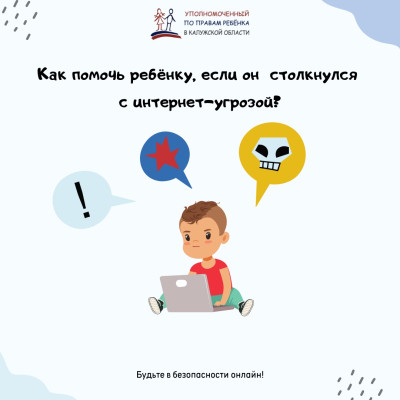 УПОЛНОМОЧЕННЫЙ
ПО ПРАВАМ РЕБЁНКА
В КАЛУЖСКОЙ ОБЛАСТИ
Как помочь ребёнку, если он столкнулся
с интернет-угрозой?
!
Будьте в безопасности онлайн!